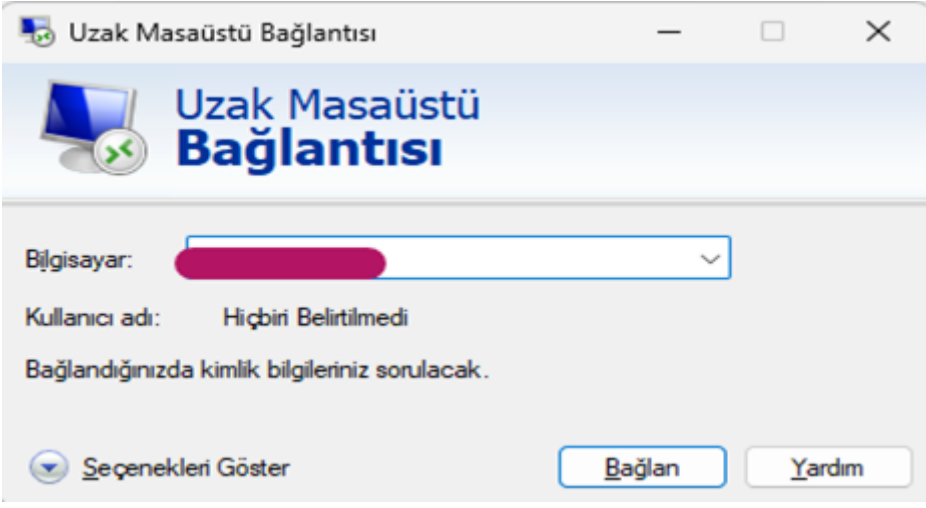 Uzak Masaüstü Bağlantısı
Uzak Masaüstü
Bağlantısı
Bilgisayar:
Kullanıcı adı: Hiçbiri Belirtilmedi
Bağlandığınızda kimlik bilgileriniz sorulacak.
Seçenekleri Göster Bağlan Yardım